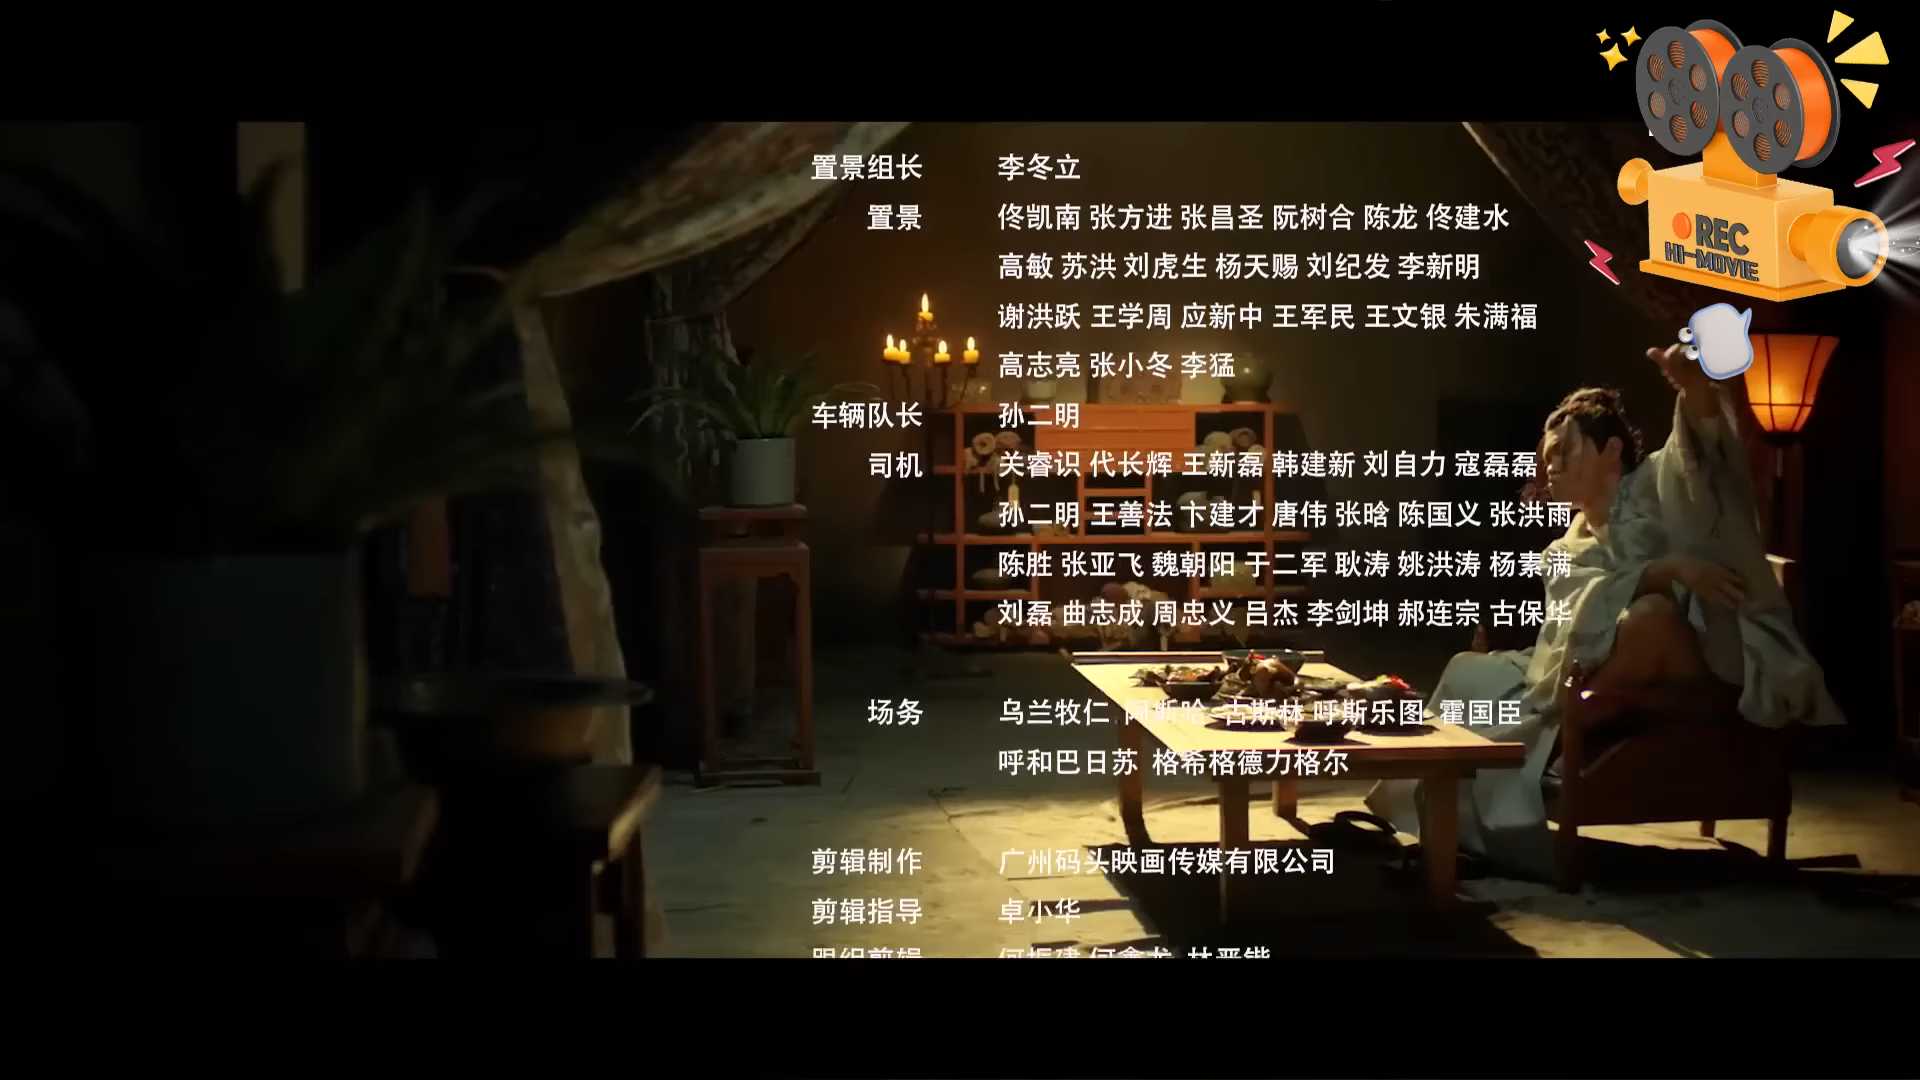 置景组长 李冬立
置景 佟凯南 张方进 张昌圣 阮树合 陈龙 佟建水
高敏 苏洪 刘虎生 杨天赐 刘纪发 李新明
谢洪跃 王学周 应新中 王军民 王文银 朱满福
高志亮 张小冬 李猛
车辆队长 孙二明
司机 关睿识 代长辉 王新磊 韩建新 刘自力 寇磊磊
孙二明 王善法 卞建才 唐伟 张晗 陈国义 张洪雨
陈胜 张亚飞 魏朝阳 于二军 耿涛 姚洪涛 杨素满
刘磊 曲志成 周忠义 吕杰 李剑坤 郝连宗 古保华
场务 乌兰牧仁 阿斯哈 古斯林 呼斯乐图 霍国臣
呼和巴日苏 格希格德力格尔
剪辑制作 广州码头映画传媒有限公司
剪辑指导 卓小华
REC
HI-MOVIE